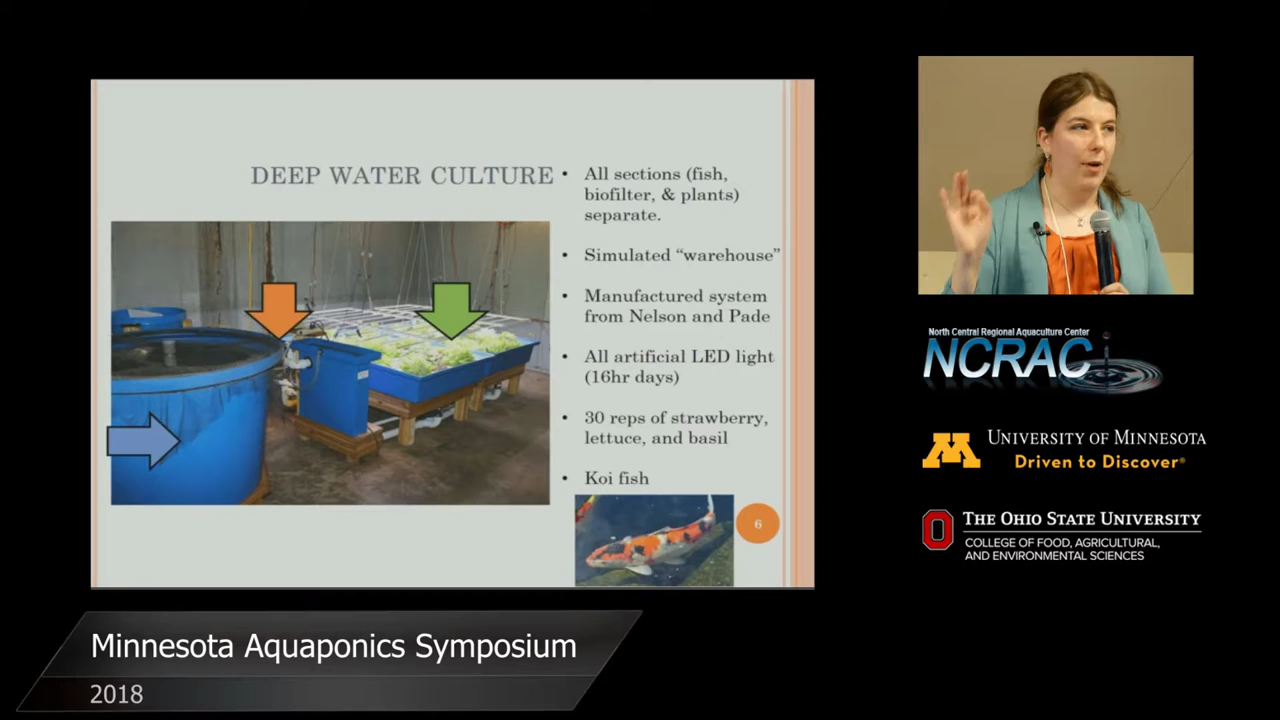 DEEP WATER CULTURE
• All sections (fish,
biofilter, & plants)
separate.
• Simulated “warehouse”
• Manufactured system
from Nelson and Pade
• All artificial LED light
(16hr days)
• 30 reps of strawberry,
lettuce, and basil
• Koi fish
6
North Central Regional Aquaculture Center
NCRAC
M
UNIVERSITY OF MINNESOTA
Driven to Discover®
O
THE OHIO STATE UNIVERSITY
COLLEGE OF FOOD, AGRICULTURAL,
AND ENVIRONMENTAL SCIENCES
Minnesota Aquaponics Symposium
2018